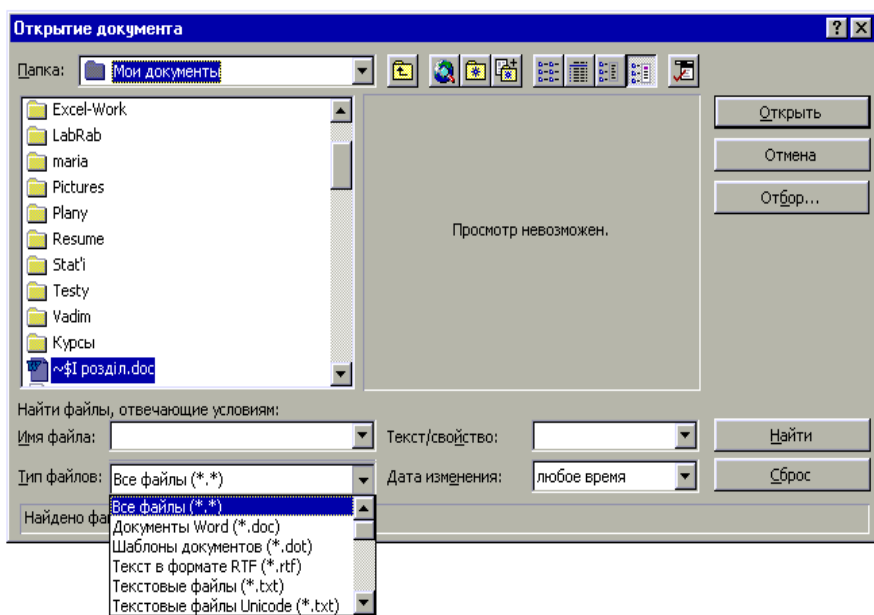 Открытие документа
Папка: Мои документы
Excel-Work
LabRab
maria
Pictures
Plany
Resume
Stat'i
Testy
Vadim
Курсы
~$I розділ.doc
Просмотр невозможен.
Открыть
Отмена
Отбор...
Найти файлы, отвечающие условиям:
Имя файла: Текст/свойство: Найти
Тип файлов: Все файлы (*.*) Дата изменения: любое время Сброс
Все файлы (*.*)
Найдено
Документы Word (*.doc)
Шаблоны документов (*.dot)
Текст в формате RTF (*.rtf)
Текстовые файлы (*.txt)
Текстовые файлы Unicode (*.txt)